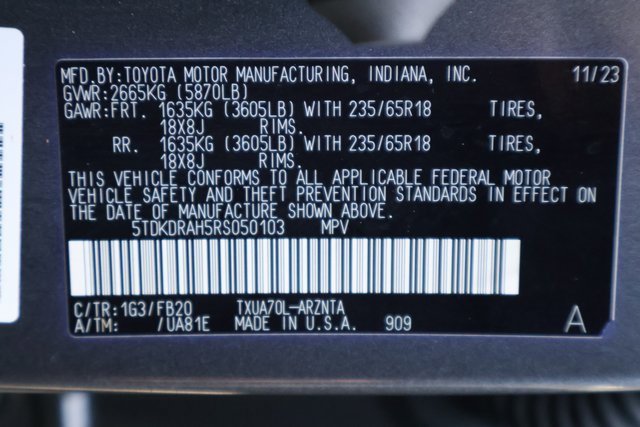 MFD.BY:TOYOTA MOTOR MANUFACTURING, INDIANA, INC. 11/23
GVWR:2665KG (5870LB)
GAWR:FRT. 1635KG (3605LB) WITH 235/65R18 TIRES,
18X8J RIMS.
RR. 1635KG (3605LB) WITH 235/65R18 TIRES,
18X8J RIMS.
THIS VEHICLE CONFORMS TO ALL APPLICABLE FEDERAL MOTOR
VEHICLE SAFETY AND THEFT PREVENTION STANDARDS IN EFFECT ON
THE DATE OF MANUFACTURE SHOWN ABOVE.
5TDKDRAH5RS050103 MPV
C/TR:1G3/FB20 TXUA70L-ARZNTA
A/TM: /UA81E MADE IN U.S.A. 909 A